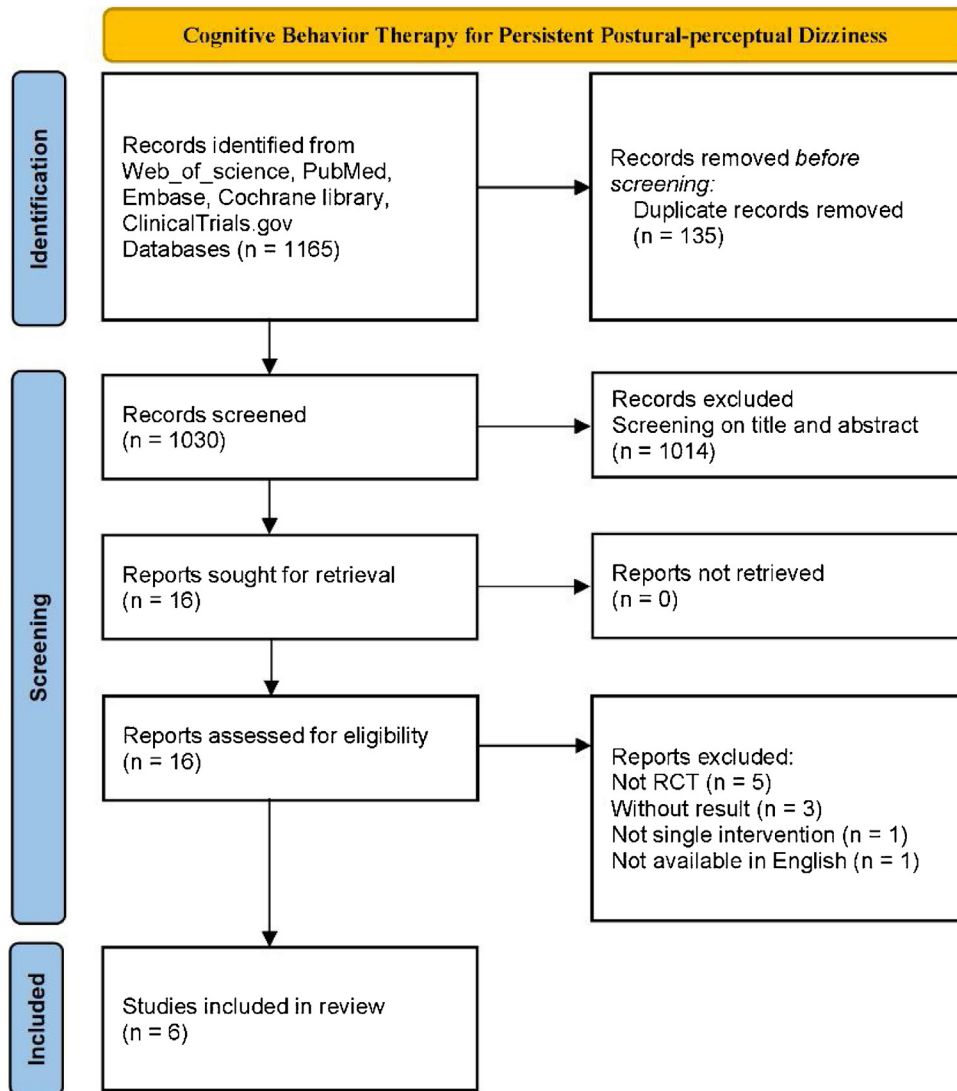 Cognitive Behavior Therapy for Persistent Postural-perceptual Dizziness
Identification
Records identified from
Web_of_science, PubMed,
Embase, Cochrane library,
ClinicalTrials.gov
Databases (n = 1165)
Records removed before
screening:
Duplicate records removed
(n = 135)
Screening
Records screened
(n = 1030)
Records excluded
Screening on title and abstract
(n = 1014)
Reports sought for retrieval
(n = 16)
Reports not retrieved
(n = 0)
Reports assessed for eligibility
(n = 16)
Reports excluded:
Not RCT (n = 5)
Without result (n = 3)
Not single intervention (n = 1)
Not available in English (n = 1)
Included
Studies included in review
(n = 6)